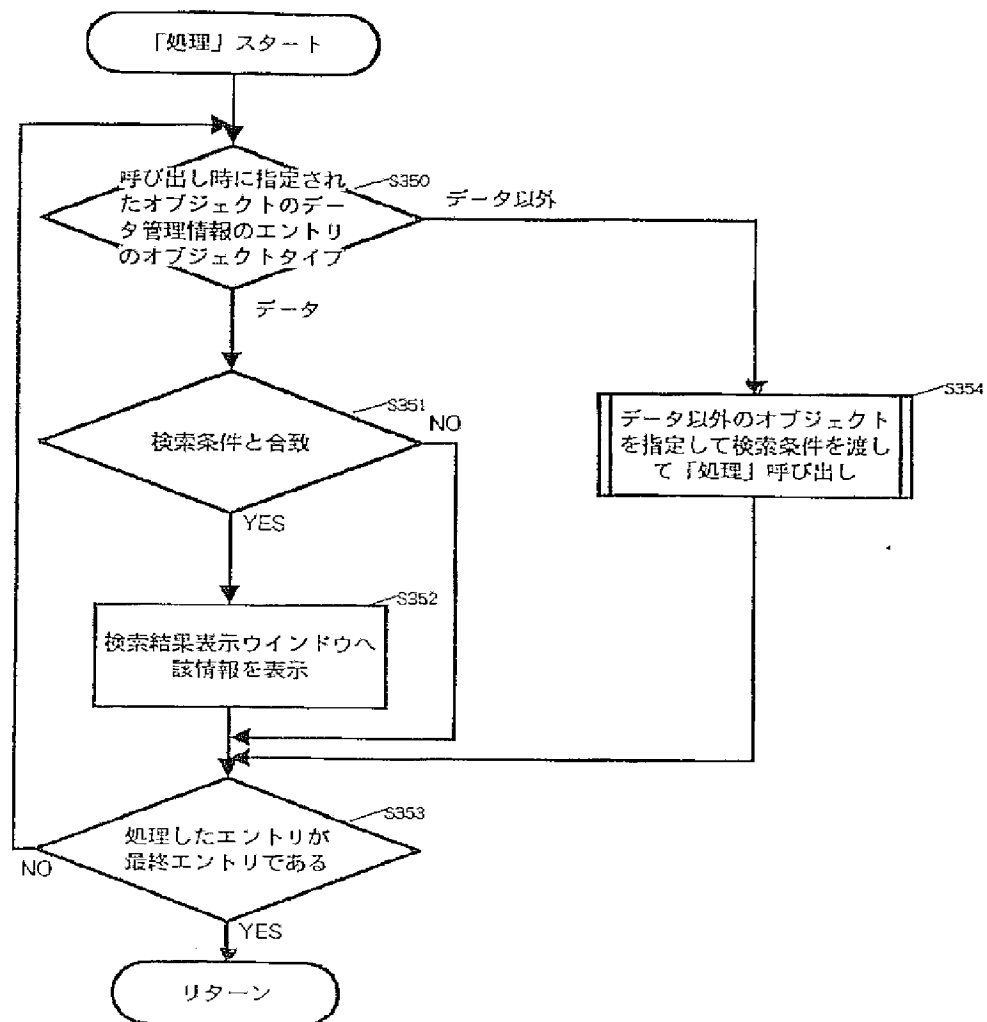 「処理」スタート
呼び出し時に指定され
たオブジェクトのデー
タ管理情報のエントリ
のオブジェクトタイプ
S350
データ以外
データ
検索条件と合致
S351
NO
YES
データ以外のオブジェクト
を指定して検索条件を渡し
て「処理」呼び出し
S354
検索結果表示ウインドウへ
該情報を表示
S352
処理したエントリが
最終エントリである
S353
NO
YES
リターン